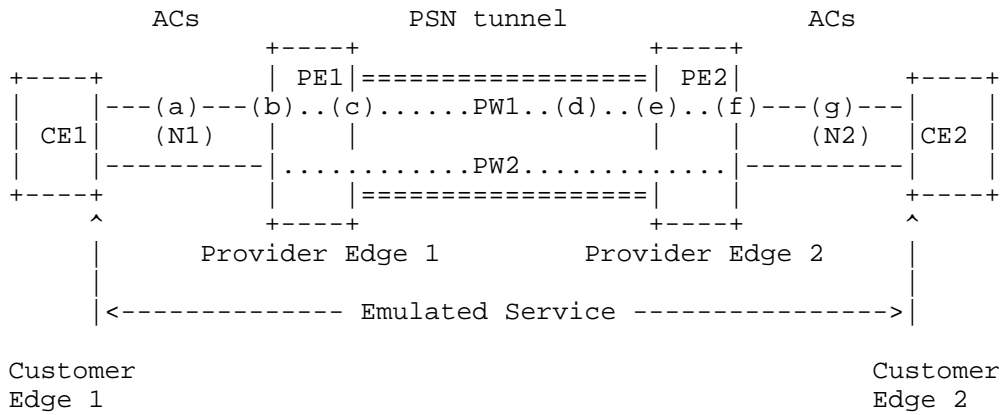 ACs             PSN tunnel               ACs
                     +----+                  +----+
    +----+           | PE1|==================| PE2|          +----+
    |    |---(a)---(b)..(c)......PW1..(d)..(e)..(f)---(g)---|    |
    | CE1|   (N1)    |    |                  |    |    (N2)  |CE2 |
    |    |-----------|............PW2.............|----------|    |
    +----+           |    |==================|    |          +----+
         ^           +----+                  +----+          ^
         |       Provider Edge 1         Provider Edge 2     |
         |                                                   |
         |<-------------- Emulated Service ---------------->|

    Customer                                                Customer
    Edge 1                                                  Edge 2